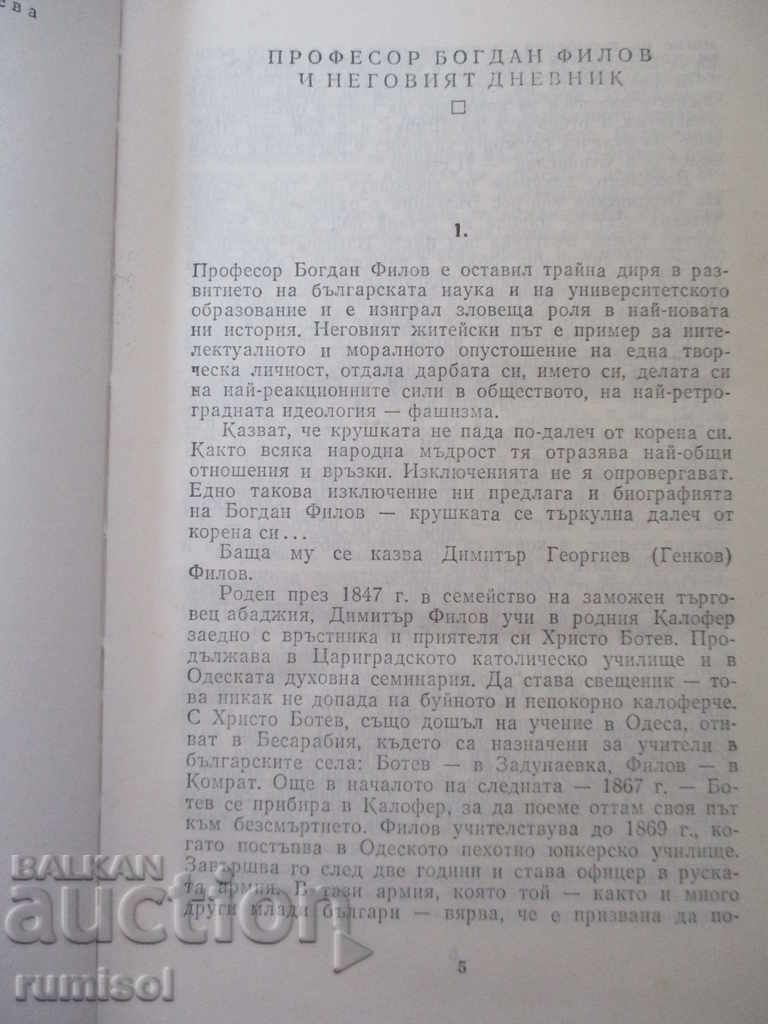 ева
ПРОФЕСОР БОГДАН ФИЛОВ
И НЕГОВИЯТ ДНЕВНИК
1.
Професор Богдан Филов е оставил трайна диря в раз-
витието на българската наука и на университетското
образование и е изиграл зловеща роля в най-новата
ни история. Неговият житейски път е пример за инте-
лектуалното и моралното опустошение на една твор-
ческа личност, отдала дарбата си, името си, делата си
на най-реакционните сили в обществото, на най-ретро-
градната идеология — фашизма.
Казват, че крушката не пада по-далеч от корена си.
Както всяка народна мъдрост тя отразява най-общи
отношения и връзки. Изключенията не я опровергават.
Едно такова изключение ни предлага и биографията
на Богдан Филов — крушката се търкулна далеч от
корена си...
Баща му се казва Димитър Георгиев (Генков)
Филов.
Роден през 1847 г. в семейство на заможен търго-
вец абаджия, Димитър Филов учи в родния Калофер
заедно с връстника и приятеля си Христо Ботев. Про-
дължава в Цариградското католическо училище и в
Одеската духовна семинария. Да става свещеник — то-
ва никак не допада на буйното и непокорно калоферче.
С Христо Ботев, също дошъл на учение в Одеса, оти-
ват в Бесарабия, където са назначени за учители в
българските села: Ботев — в Задунаевка, Филов — в
Комрат. Още в началото на следната — 1867 г. — Бо-
тев се прибира в Калофер, за да поеме оттам своя път
към безсмъртието. Филов учителствува до 1869 г., ко-
гато постъпва в Одеското пехотно юнкерско училище.
Завършва го след две години и става офицер в руска-
та армия. В тази армия, която той — както и много
други млади българи — вярва, че е призвана да по-
5
BALKAN
auction
rumisol